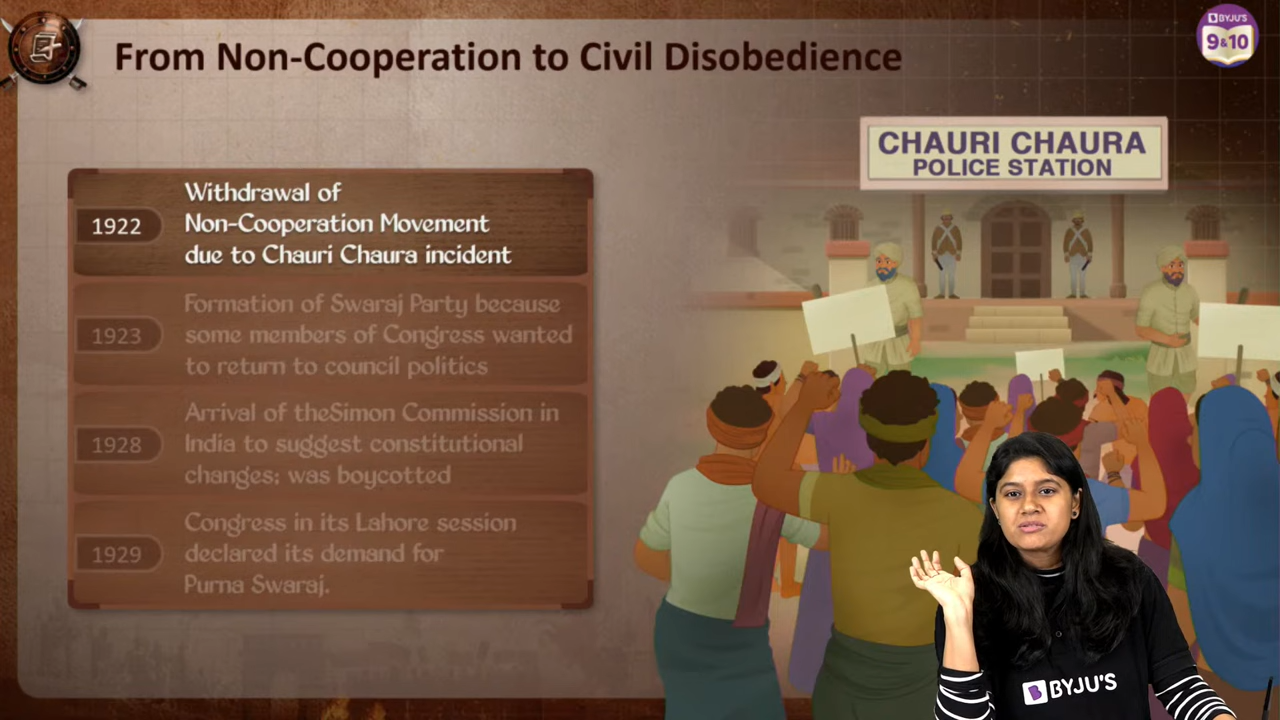 From Non-Cooperation to Civil Disobedience
BYJU'S
9&10
CHAURI CHAURA
POLICE STATION
1922
Withdrawal of
Non-Cooperation Movement
due to Chauri Chaura incident
1923
Formation of Swaraj Party because
some members of Congress wanted
to return to council politics
1928
Arrival of theSimon Commission in
India to suggest constitutional
changes; was boycotted
1929
Congress in its Lahore session
declared its demand for
Purna Swaraj.
BYJU'S